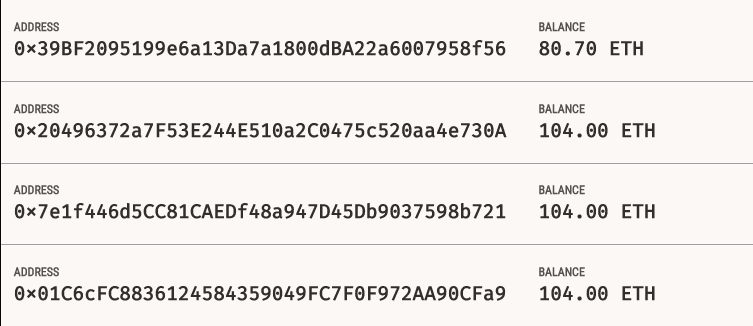 ADDRESS BALANCE
0x39BF2095199e6a13Da7a1800dBA22a6007958f56 80.70 ETH
ADDRESS BALANCE
0x20496372a7F53E244E510a2C0475c520aa4e730A 104.00 ETH
ADDRESS BALANCE
0x7e1f446d5CC81CAEDf48a947D45Db9037598b721 104.00 ETH
ADDRESS BALANCE
0x01C6cFC8836124584359049FC7F0F972AA90CFa9 104.00 ETH